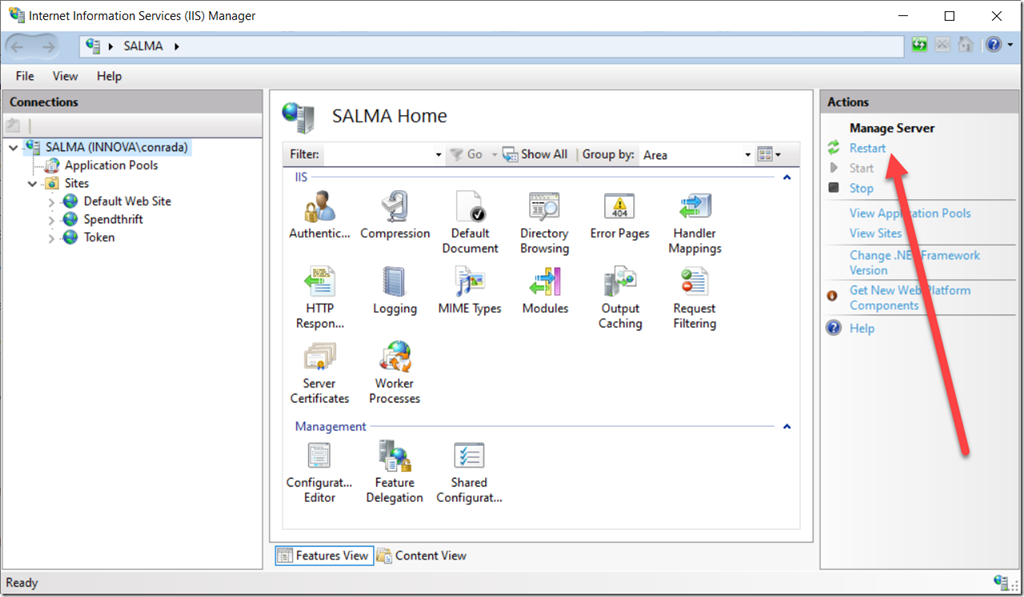 Internet Information Services (IIS) Manager
SALMA
File View Help
Connections
SALMA (INNOVA\conrada)
Application Pools
Sites
Default Web Site
Spendthrift
Token
SALMA Home
Filter: Go Show All Group by: Area
IIS
Authentic... Compression Default Document Directory Browsing Error Pages Handler Mappings
HTTP Respon... Logging MIME Types Modules Output Caching Request Filtering
Server Certificates Worker Processes
Management
Configurat... Editor Feature Delegation Shared Configurat...
Features View Content View
Actions
Manage Server
Restart
Start
Stop
View Application Pools
View Sites
Change .NET Framework
Version
Get New Web Platform
Components
Help
Ready